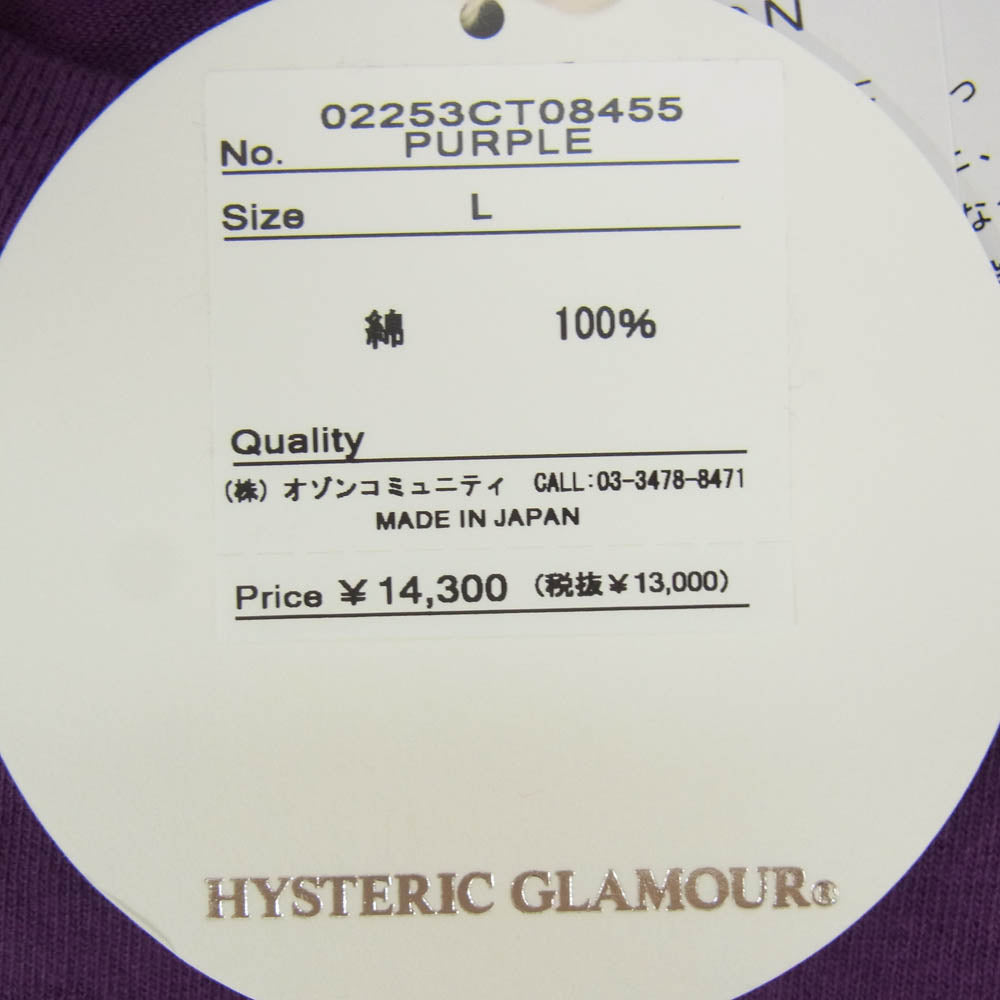 02253CT08455
No. PURPLE
Size L
綿 100%
Quality
(株) オゾンコミュニティ CALL:03-3478-8471
MADE IN JAPAN
Price ¥14,300 (税抜¥13,000)
HYSTERIC GLAMOUR®